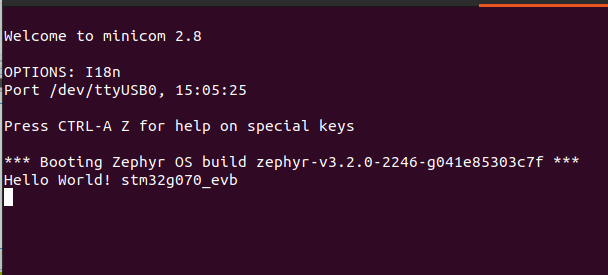 Welcome to minicom 2.8
OPTIONS: I18n
Port /dev/ttyUSB0, 15:05:25
Press CTRL-A Z for help on special keys
*** Booting Zephyr OS build zephyr-v3.2.0-2246-g041e85303c7f ***
Hello World! stm32g070_evb